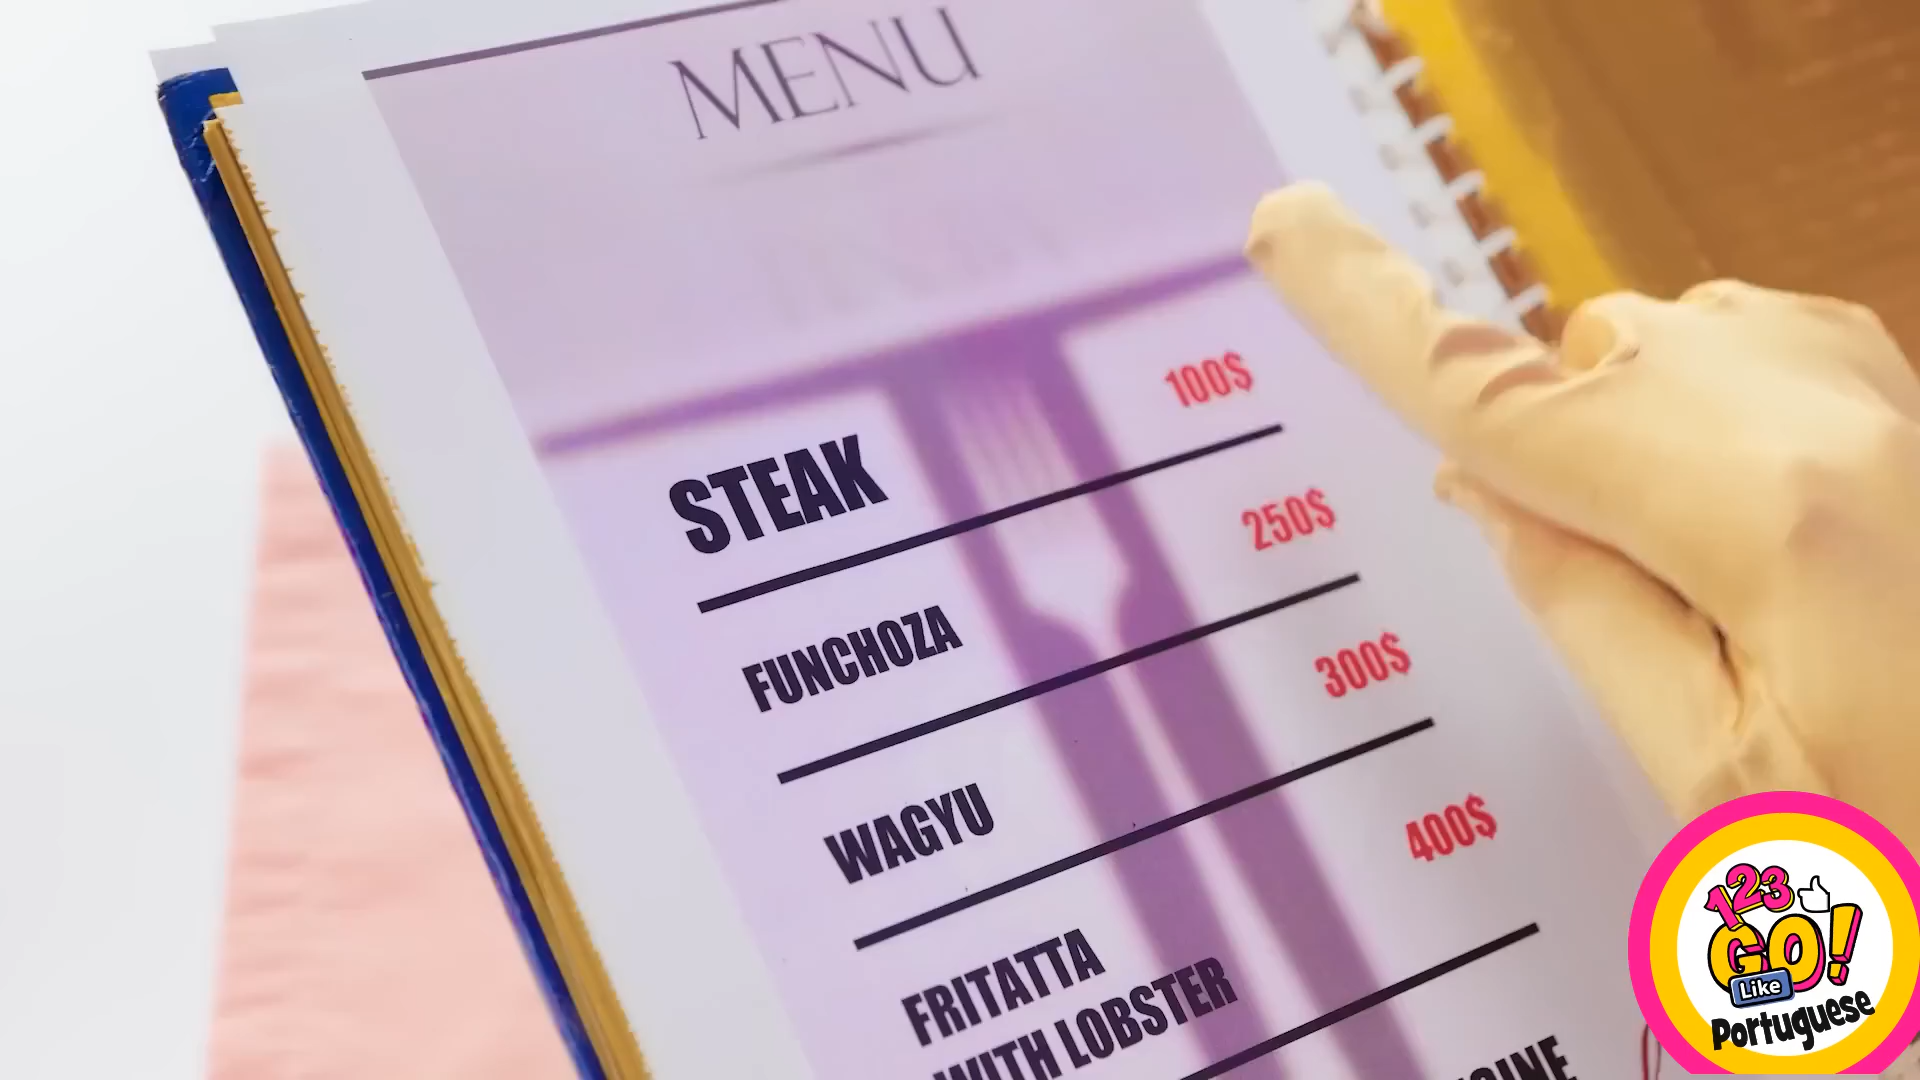 MENU
STEAK 100$
FUNCHOZA 250$
WAGYU 300$
FRITATTA 400$
WITH LOBSTER
123
GO!
Like
Portuguese